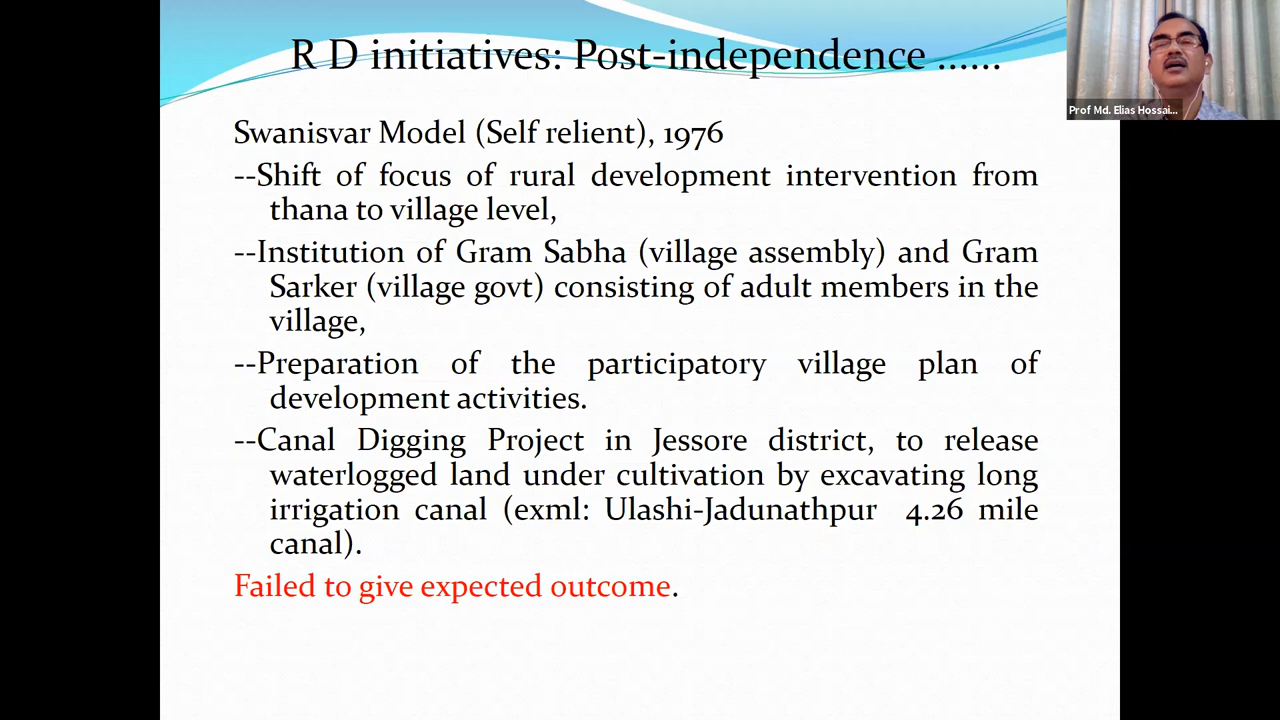 R D initiatives: Post-independence ......
Prof Md. Elias Hossai...
Swanisvar Model (Self relient), 1976
--Shift of focus of rural development intervention from
thana to village level,
--Institution of Gram Sabha (village assembly) and Gram
Sarker (village govt) consisting of adult members in the
village,
--Preparation of the participatory village plan of
development activities.
--Canal Digging Project in Jessore district, to release
waterlogged land under cultivation by excavating long
irrigation canal (exml: Ulashi-Jadunathpur 4.26 mile
canal).
Failed to give expected outcome.